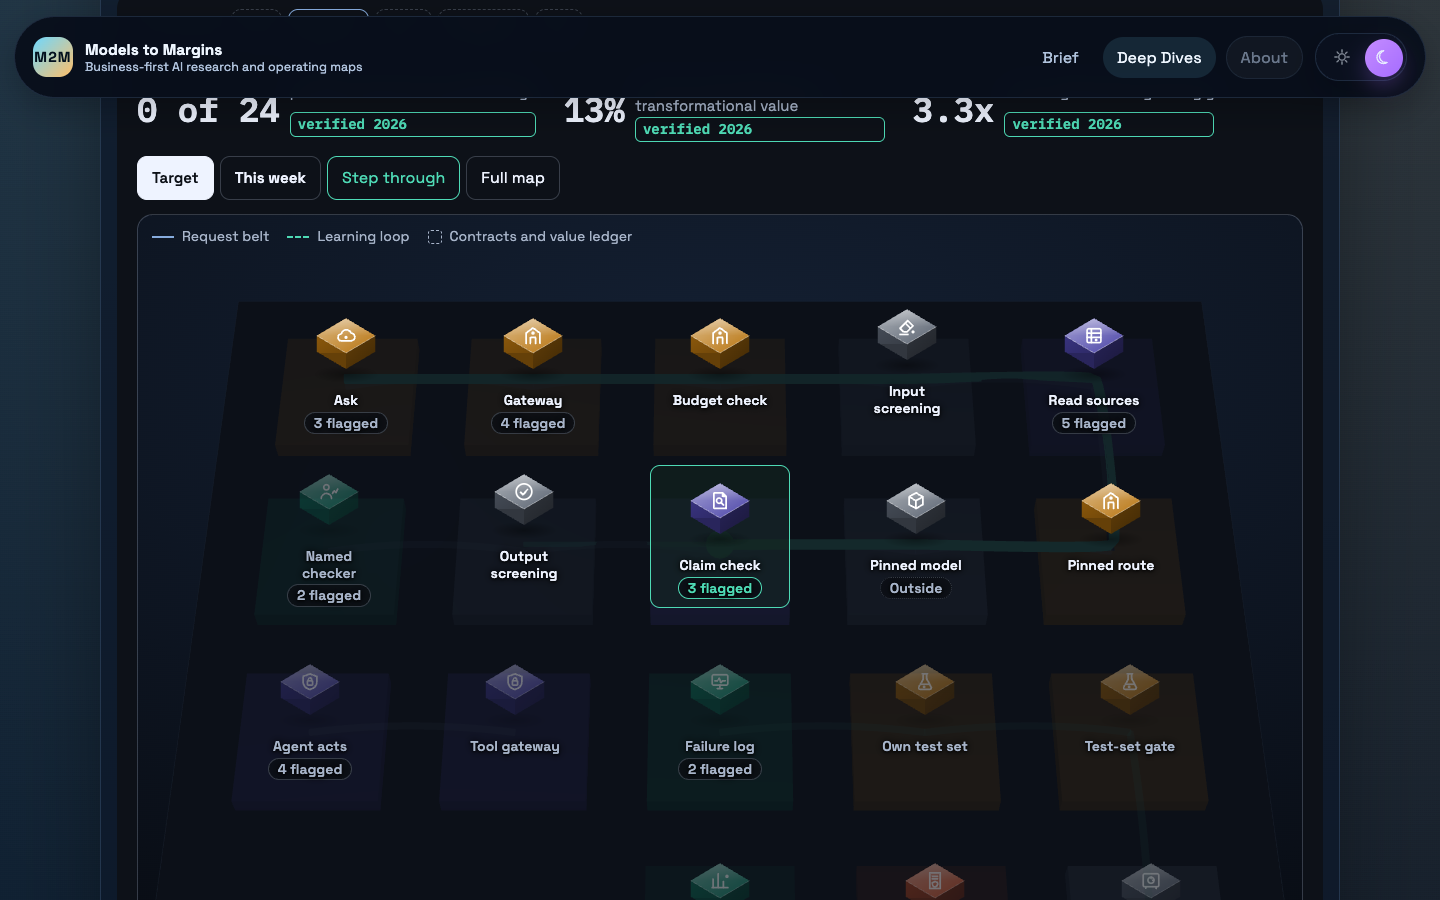 M2M
Models to Margins
Business-first AI research and operating maps
Brief
Deep Dives
About
0 of 24
verified 2026
13%
transformational value
verified 2026
3.3x
verified 2026
Target
This week
Step through
Full map
Request belt
Learning loop
Contracts and value ledger
Ask
3 flagged
Gateway
4 flagged
Budget check
Input
screening
Read sources
5 flagged
Named
checker
2 flagged
Output
screening
Claim check
3 flagged
Pinned model
Outside
Pinned route
Agent acts
4 flagged
Tool gateway
Failure log
2 flagged
Own test set
Test-set gate